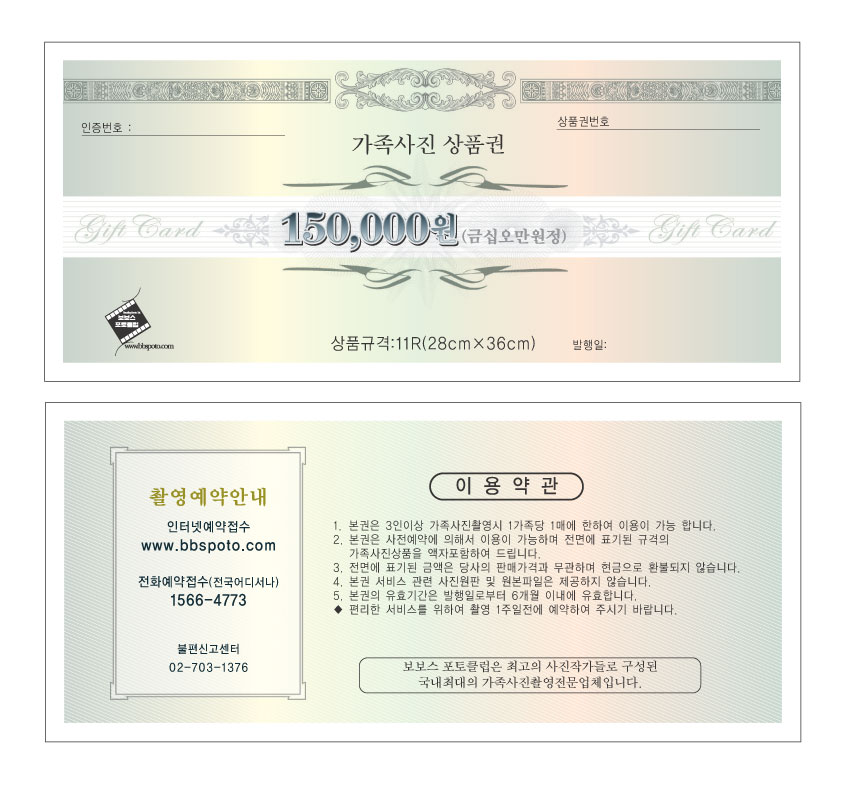 인증번호 :
상품권번호
가족사진 상품권
Gift Card
150,000원(금십오만원정)
Gift Card
보보스
포토클럽
www.bbspoto.com
상품규격:11R(28cm×36cm)
발행일:
촬영예약안내
인터넷예약접수
www.bbspoto.com
전화예약접수(전국어디서나)
1566-4773
불편신고센터
02-703-1376
이 용 약 관
1. 본권은 3인이상 가족사진촬영시 1가족당 1매에 한하여 이용이 가능 합니다.
2. 본권은 사전예약에 의해서 이용이 가능하며 전면에 표기된 규격의
가족사진상품을 액자포함하여 드립니다.
3. 전면에 표기된 금액은 당사의 판매가격과 무관하며 현금으로 환불되지 않습니다.
4. 본권 서비스 관련 사진원판 및 원본파일은 제공하지 않습니다.
5. 본권의 유효기간은 발행일로부터 6개월 이내에 유효합니다.
◆ 편리한 서비스를 위하여 촬영 1주일전에 예약하여 주시기 바랍니다.
보보스 포토클럽은 최고의 사진작가들로 구성된
국내최대의 가족사진촬영전문업체입니다.